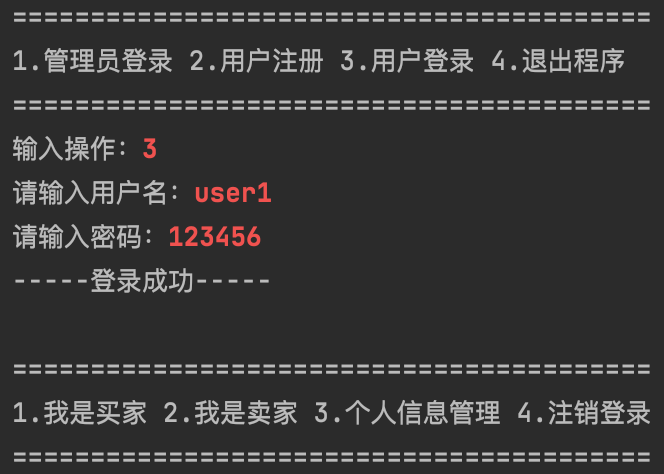 =========================================
1.管理员登录 2.用户注册 3.用户登录 4.退出程序
=========================================
输入操作：3
请输入用户名：user1
请输入密码：123456
-----登录成功-----
=========================================
1.我是买家 2.我是卖家 3.个人信息管理 4.注销登录
=========================================